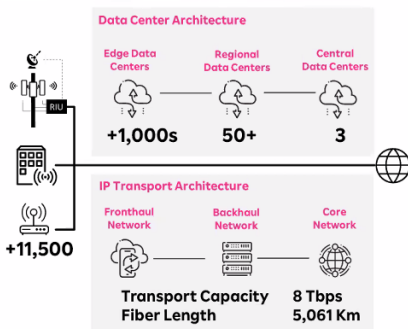 Data Center Architecture
Edge Data
Centers
Regional
Data Centers
Central
Data Centers
+1,000s
50+
3
RIU
IP Transport Architecture
Fronthaul
Network
Backhaul
Network
Core
Network
+11,500
Transport Capacity 8 Tbps
Fiber Length 5,061 Km